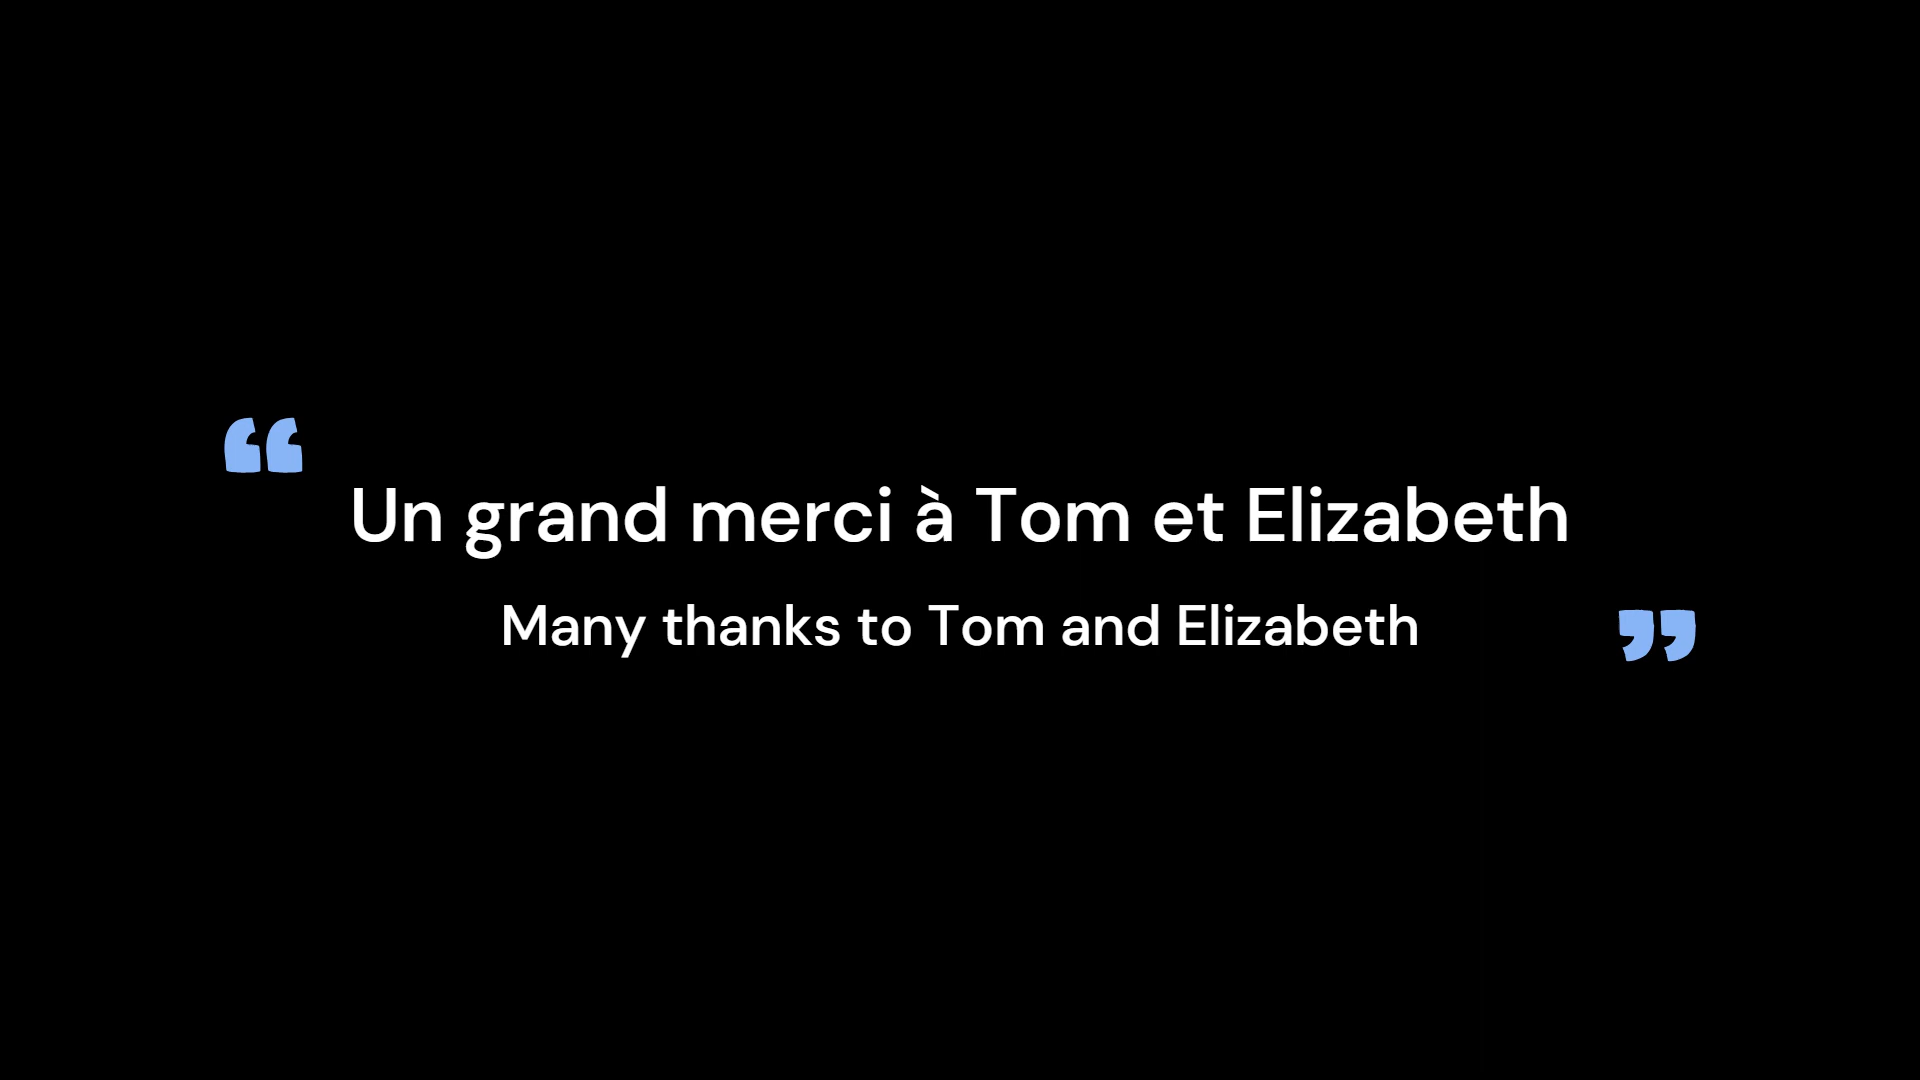 “
Un grand merci à Tom et Elizabeth
Many thanks to Tom and Elizabeth
”